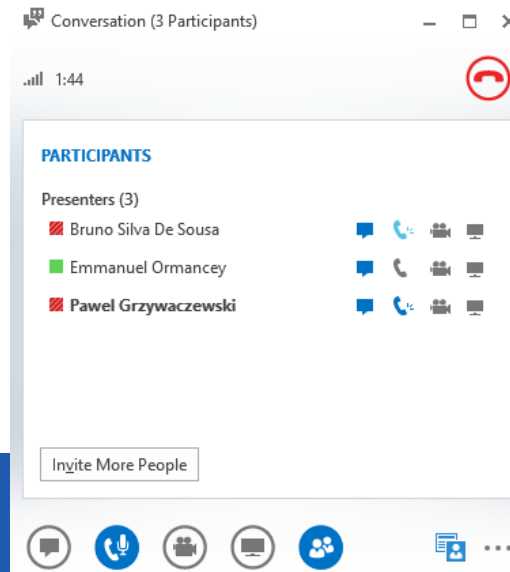 Conversation (3 Participants)
1:44
PARTICIPANTS
Presenters (3)
Bruno Silva De Sousa
Emmanuel Ormancey
Pawel Grzywaczewski
Invite More People